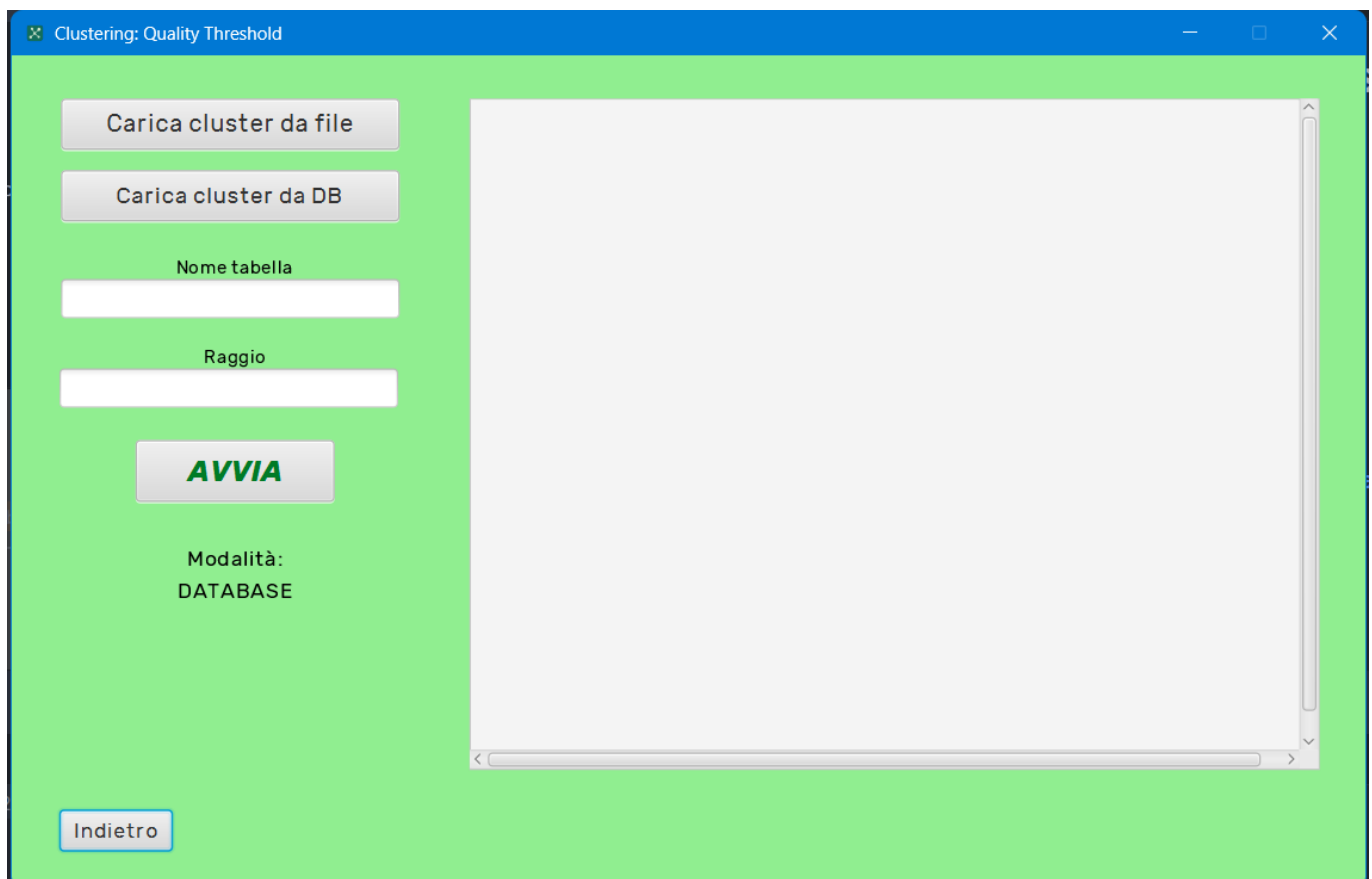 Clustering: Quality Threshold
Carica cluster da file
Carica cluster da DB
Nome tabella
Raggio
AVVIA
Modalità:
DATABASE
Indietro